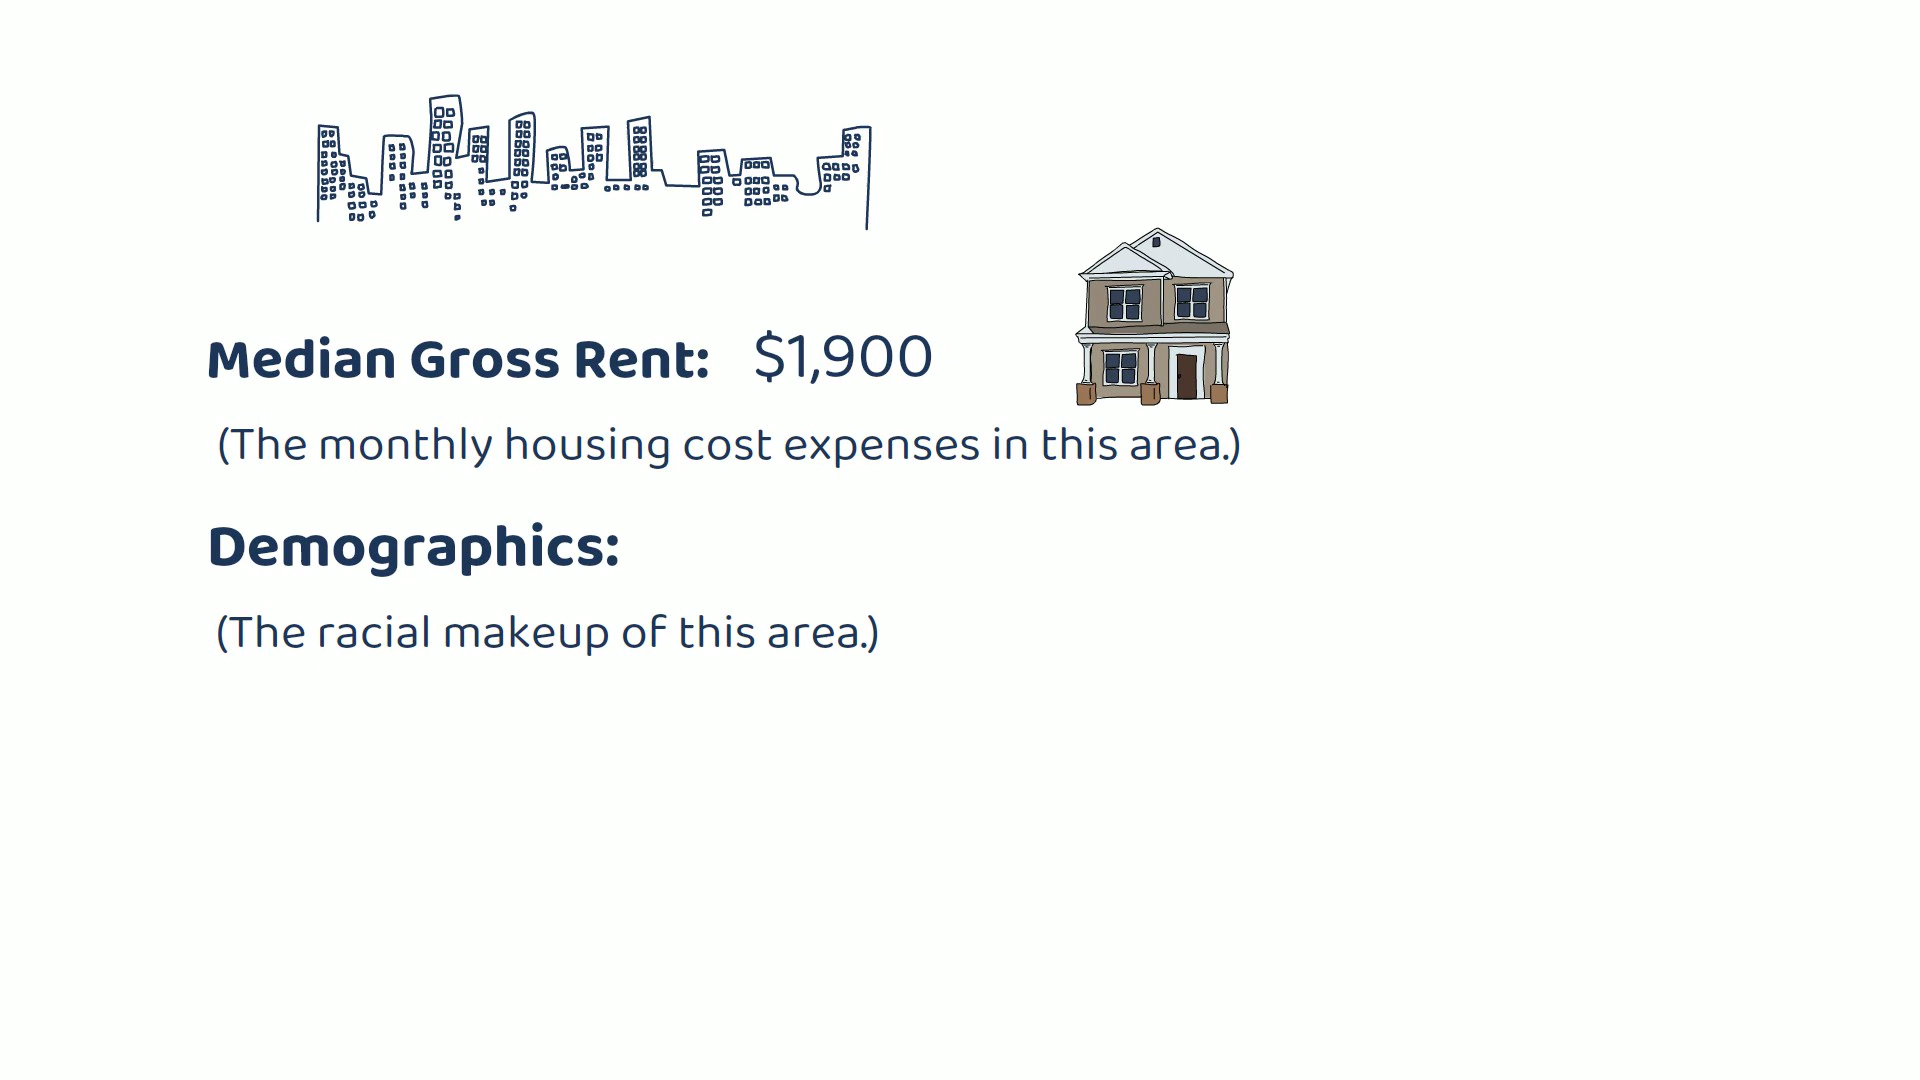 Median Gross Rent: $1,900
(The monthly housing cost expenses in this area.)
Demographics:
(The racial makeup of this area.)